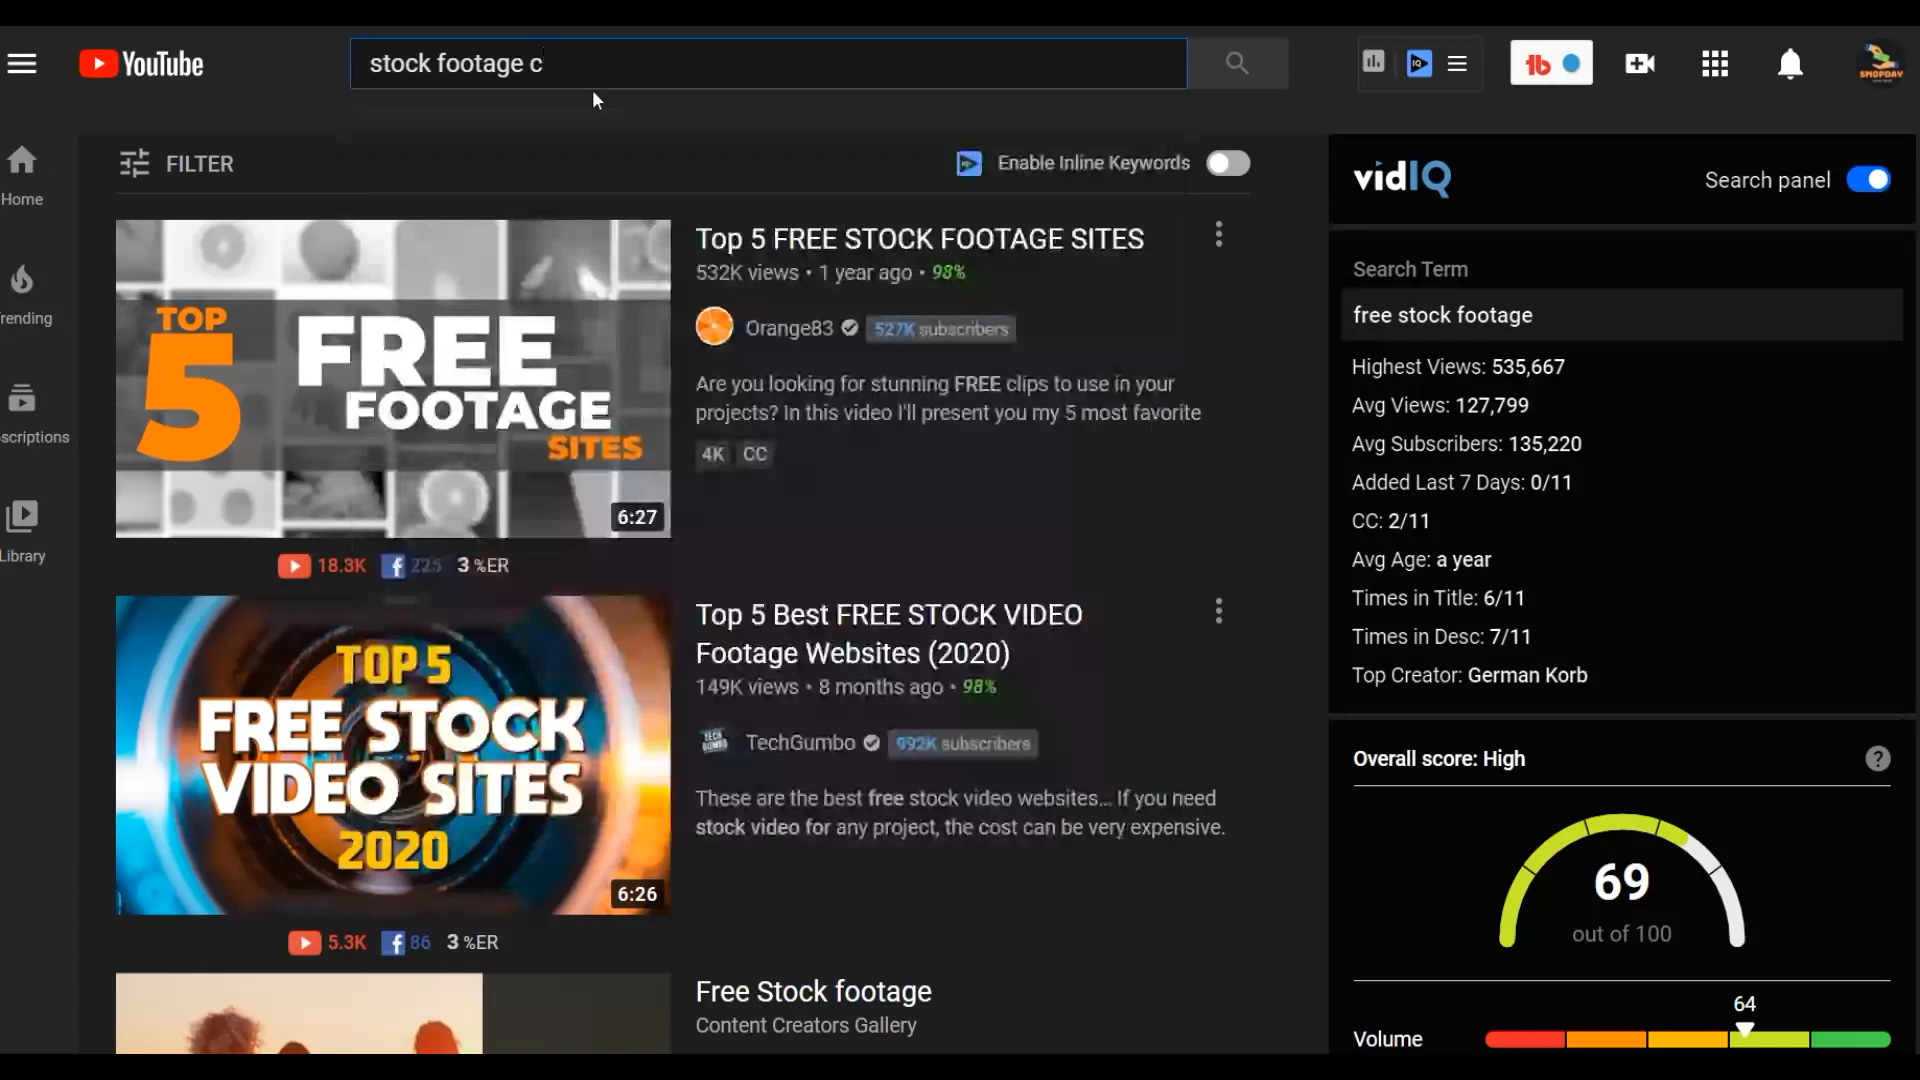 YouTube
stock footage c
IQ
tb
SHOPDAY
Home
rending
scriptions
Library
FILTER
Enable Inline Keywords
TOP
5
FREE
FOOTAGE
SITES
6:27
18.3K 225 3 %ER
Top 5 FREE STOCK FOOTAGE SITES
532K views • 1 year ago • 98%
Orange83 527K subscribers
Are you looking for stunning FREE clips to use in your
projects? In this video I'll present you my 5 most favorite
4K CC
TOP 5
FREE STOCK
VIDEO SITES
2020
6:26
5.3K 86 3 %ER
Top 5 Best FREE STOCK VIDEO
Footage Websites (2020)
149K views • 8 months ago • 98%
TECH
GUMBO
TechGumbo 992K subscribers
These are the best free stock video websites... If you need
stock video for any project, the cost can be very expensive.
Free Stock footage
Content Creators Gallery
vidIQ
Search panel
Search Term
free stock footage
Highest Views: 535,667
Avg Views: 127,799
Avg Subscribers: 135,220
Added Last 7 Days: 0/11
CC: 2/11
Avg Age: a year
Times in Title: 6/11
Times in Desc: 7/11
Top Creator: German Korb
Overall score: High
?
69
out of 100
64
Volume